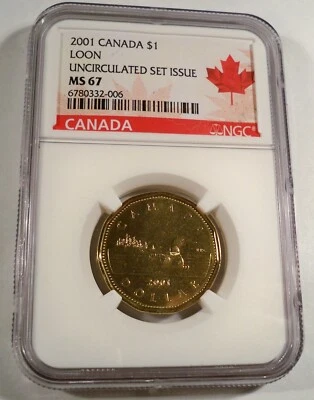 2001 CANADA $1
LOON
UNCIRCULATED SET ISSUE
MS 67
6780332-006
CANADA
NGC
CANADA
2001
DOLLAR